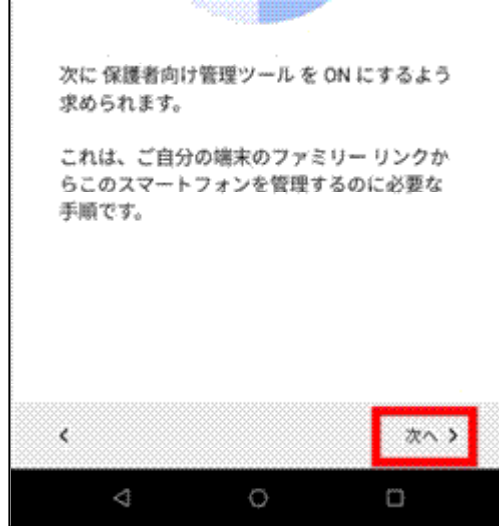 次に 保護者向け管理ツール を ON にするよう
求められます。
これは、ご自分の端末のファミリー リンクか
らこのスマートフォンを管理するのに必要な
手順です。
次へ